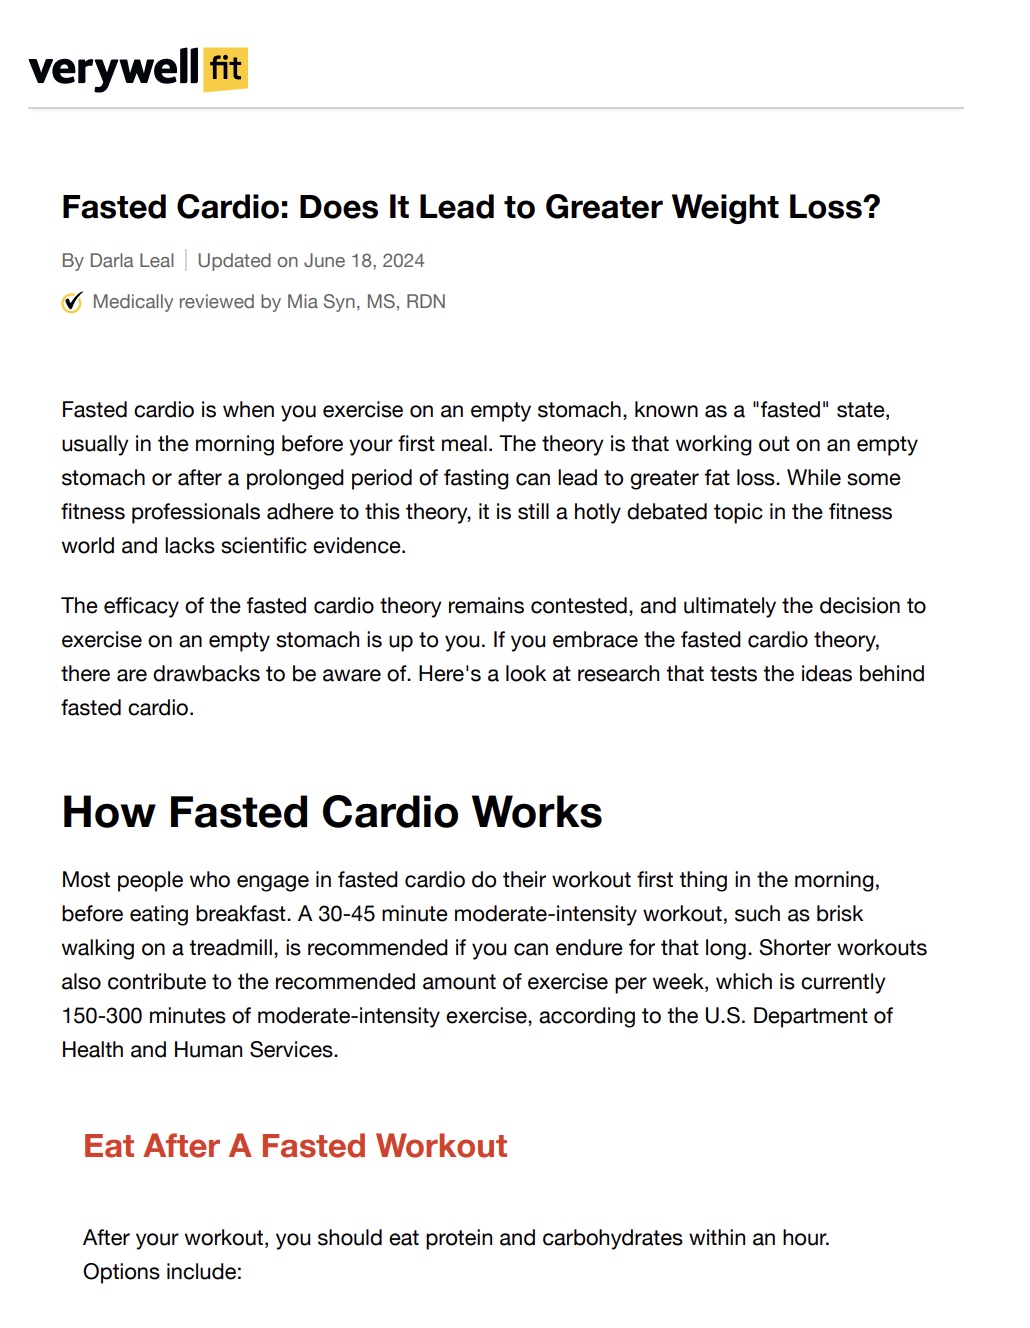 verywell fit
Fasted Cardio: Does It Lead to Greater Weight Loss?
By Darla Leal | Updated on June 18, 2024
Medically reviewed by Mia Syn, MS, RDN
Fasted cardio is when you exercise on an empty stomach, known as a "fasted" state,
usually in the morning before your first meal. The theory is that working out on an empty
stomach or after a prolonged period of fasting can lead to greater fat loss. While some
fitness professionals adhere to this theory, it is still a hotly debated topic in the fitness
world and lacks scientific evidence.
The efficacy of the fasted cardio theory remains contested, and ultimately the decision to
exercise on an empty stomach is up to you. If you embrace the fasted cardio theory,
there are drawbacks to be aware of. Here's a look at research that tests the ideas behind
fasted cardio.
How Fasted Cardio Works
Most people who engage in fasted cardio do their workout first thing in the morning,
before eating breakfast. A 30-45 minute moderate-intensity workout, such as brisk
walking on a treadmill, is recommended if you can endure for that long. Shorter workouts
also contribute to the recommended amount of exercise per week, which is currently
150-300 minutes of moderate-intensity exercise, according to the U.S. Department of
Health and Human Services.
Eat After A Fasted Workout
After your workout, you should eat protein and carbohydrates within an hour.
Options include: